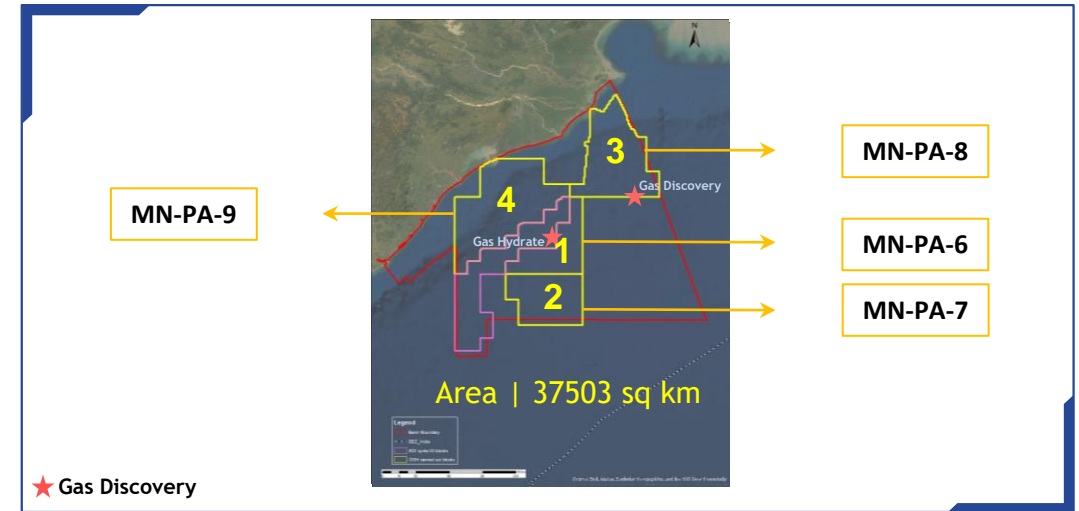 N
3
MN-PA-8
Gas Discovery
4
MN-PA-9
Gas Hydrate
1
MN-PA-6
2
MN-PA-7
Area | 37503 sq km
Legend
Gas Discovery